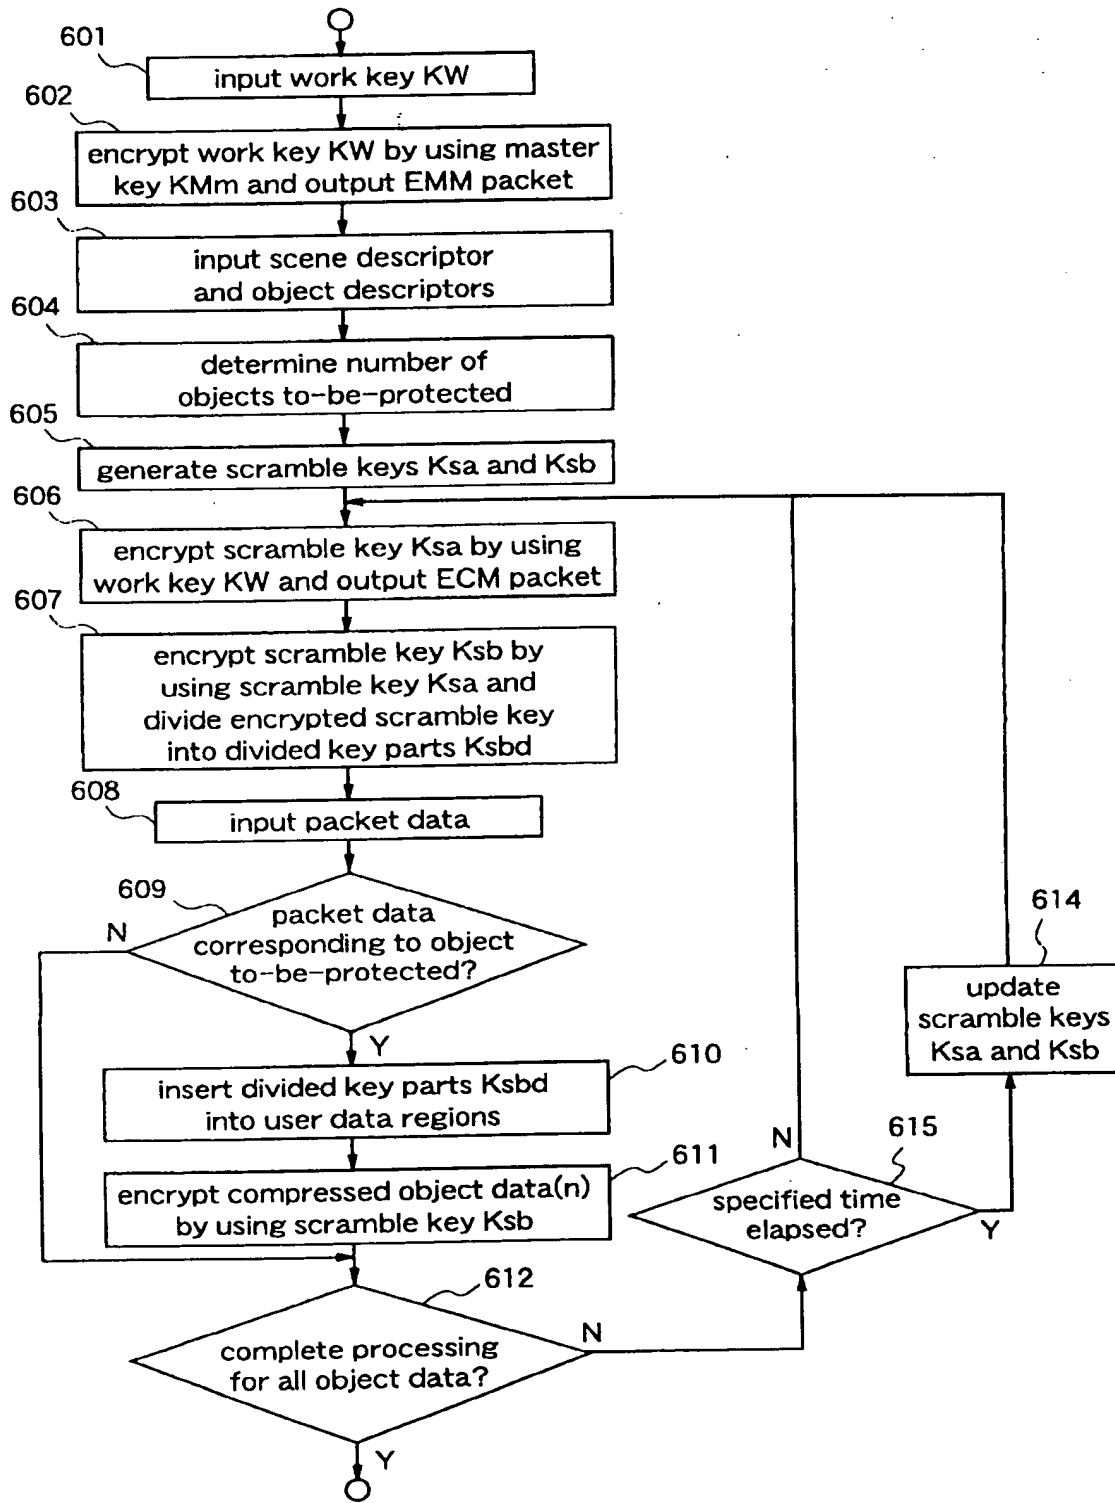 601
input work key KW
602
encrypt work key KW by using master
key KMm and output EMM packet
603
input scene descriptor
and object descriptors
604
determine number of
objects to-be-protected
605
generate scramble keys Ksa and Ksb
606
encrypt scramble key Ksa by using
work key KW and output ECM packet
607
encrypt scramble key Ksb by
using scramble key Ksa and
divide encrypted scramble key
into divided key parts Ksbd
608
input packet data
609
N
packet data
corresponding to object
to-be-protected?
Y
614
update
scramble keys
Ksa and Ksb
610
insert divided key parts Ksbd
into user data regions
611
encrypt compressed object data(n)
by using scramble key Ksb
N
615
specified time
elapsed?
Y
612
N
complete processing
for all object data?
Y